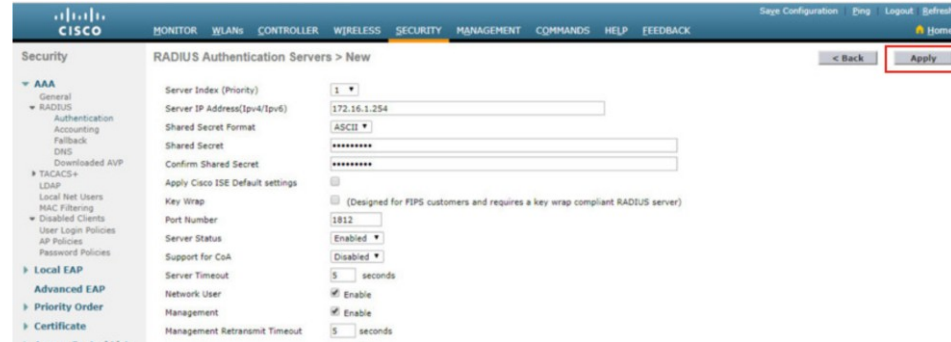 Save Configuration Ping Logout Refresh
CISCO
MONITOR WLANs CONTROLLER WIRELESS SECURITY MANAGEMENT COMMANDS HELP FEEDBACK
Home
Security
AAA
General
RADIUS
Authentication
Accounting
Fallback
DNS
Downloaded AVP
TACACS+
LDAP
Local Net Users
MAC Filtering
Disabled Clients
User Login Policies
AP Policies
Password Policies
Local EAP
Advanced EAP
Priority Order
Certificate
RADIUS Authentication Servers > New
< Back
Apply
Server Index (Priority) 1
Server IP Address(Ipv4/Ipv6) 172.16.1.254
Shared Secret Format ASCII
Shared Secret •••••••••
Confirm Shared Secret •••••••••
Apply Cisco ISE Default settings
Key Wrap (Designed for FIPS customers and requires a key wrap compliant RADIUS server)
Port Number 1812
Server Status Enabled
Support for CoA Disabled
Server Timeout 5 seconds
Network User Enable
Management Enable
Management Retransmit Timeout 5 seconds